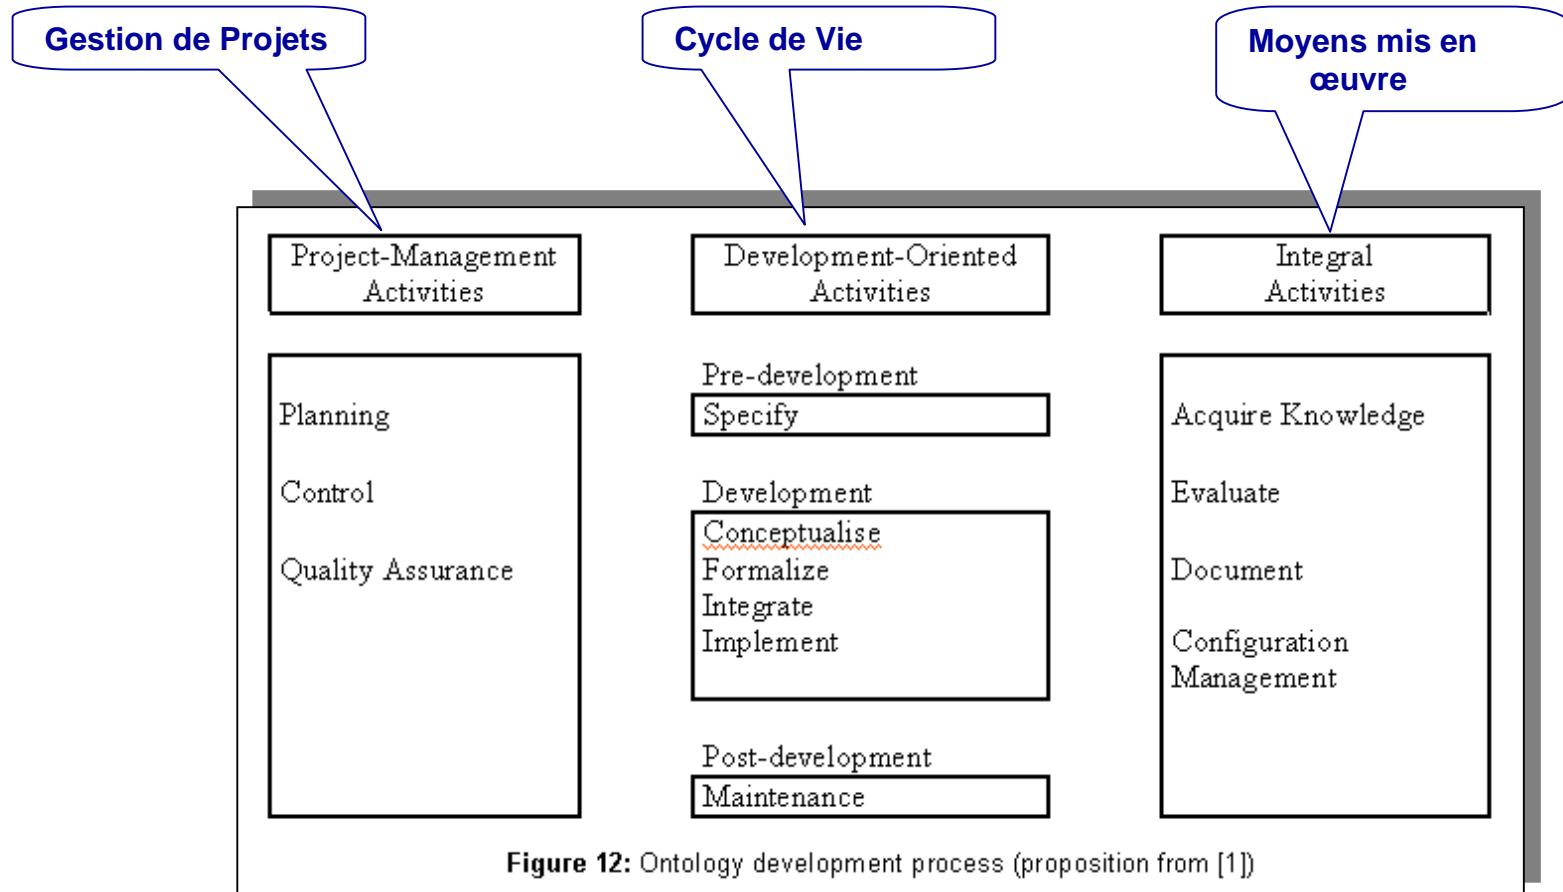 Gestion de Projets
Cycle de Vie
Moyens mis en
œuvre
Project-Management
Activities
Planning
Control
Quality Assurance
Development-Oriented
Activities
Pre-development
Specify
Development
Conceptualise
Formalize
Integrate
Implement
Post-development
Maintenance
Integral
Activities
Acquire Knowledge
Evaluate
Document
Configuration
Management
Figure 12: Ontology development process (proposition from [1])